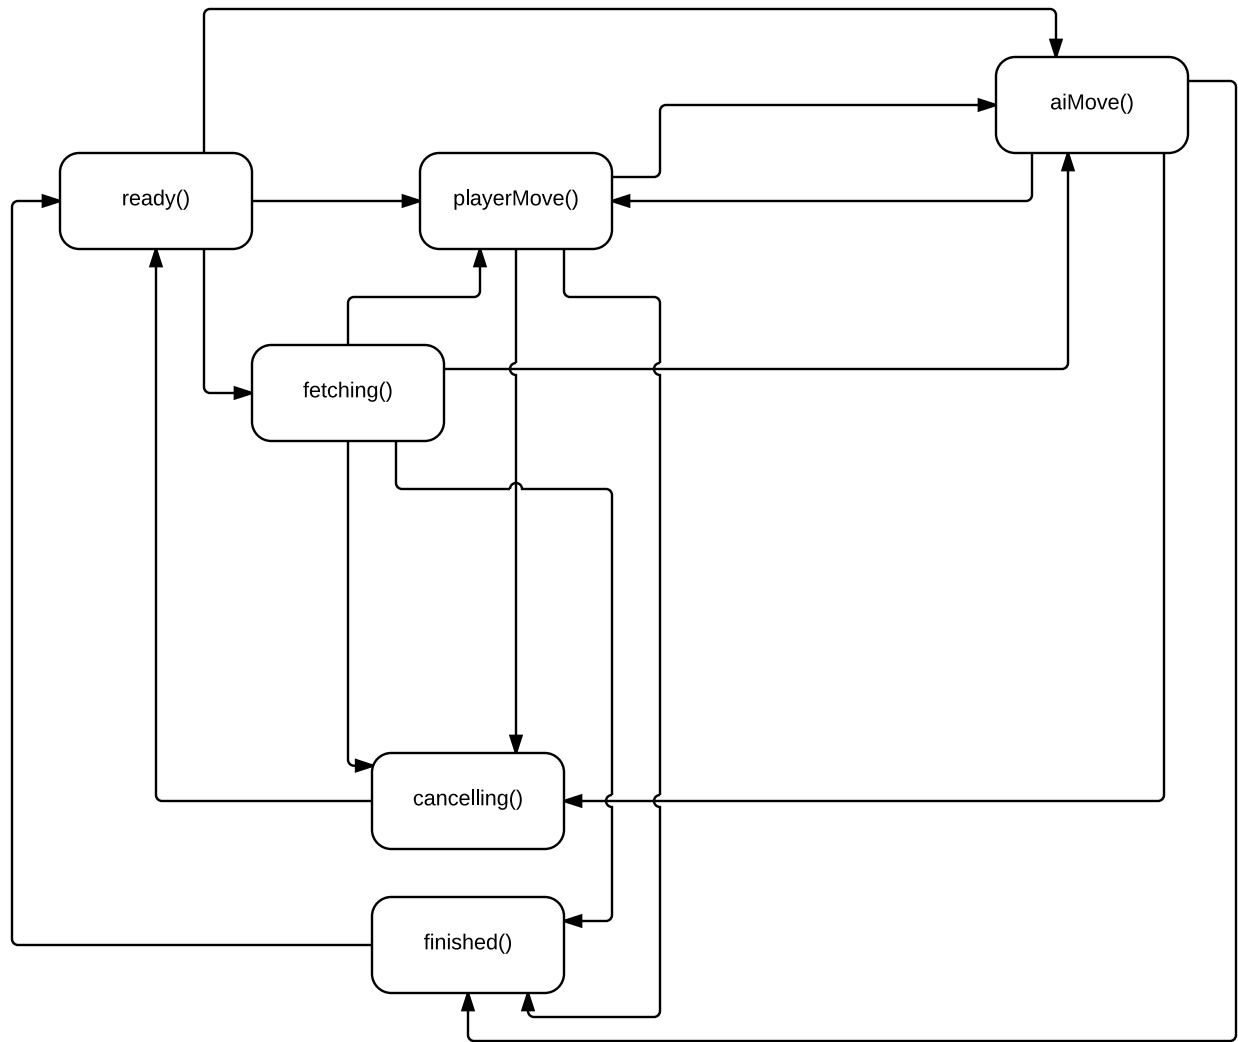 aiMove()
ready()
playerMove()
fetching()
cancelling()
finished()